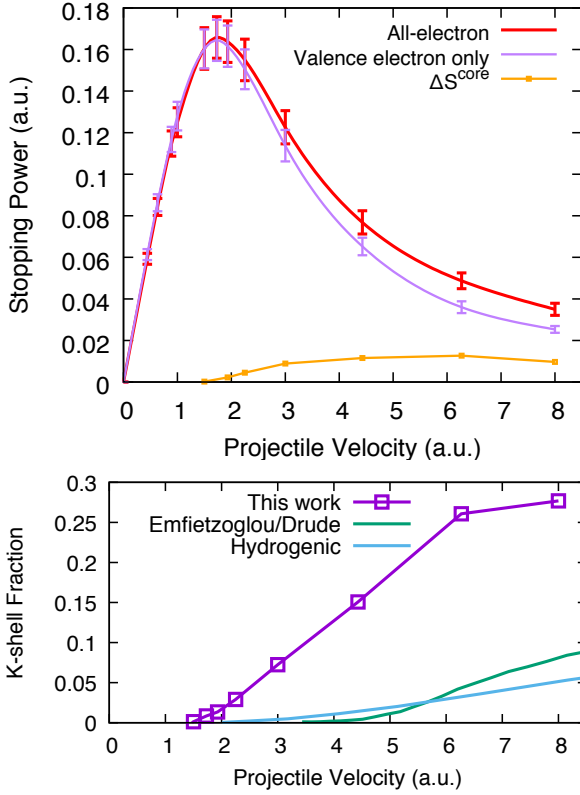 0.18
0.16
0.14
0.12
0.1
0.08
0.06
0.04
0.02
0
Stopping Power (a.u.)
All-electron
Valence electron only
ΔS^core
0 1 2 3 4 5 6 7 8
Projectile Velocity (a.u.)
0.3
0.25
0.2
0.15
0.1
0.05
0
K-shell Fraction
This work
Emfietzoglou/Drude
Hydrogenic
0 1 2 3 4 5 6 7 8
Projectile Velocity (a.u.)